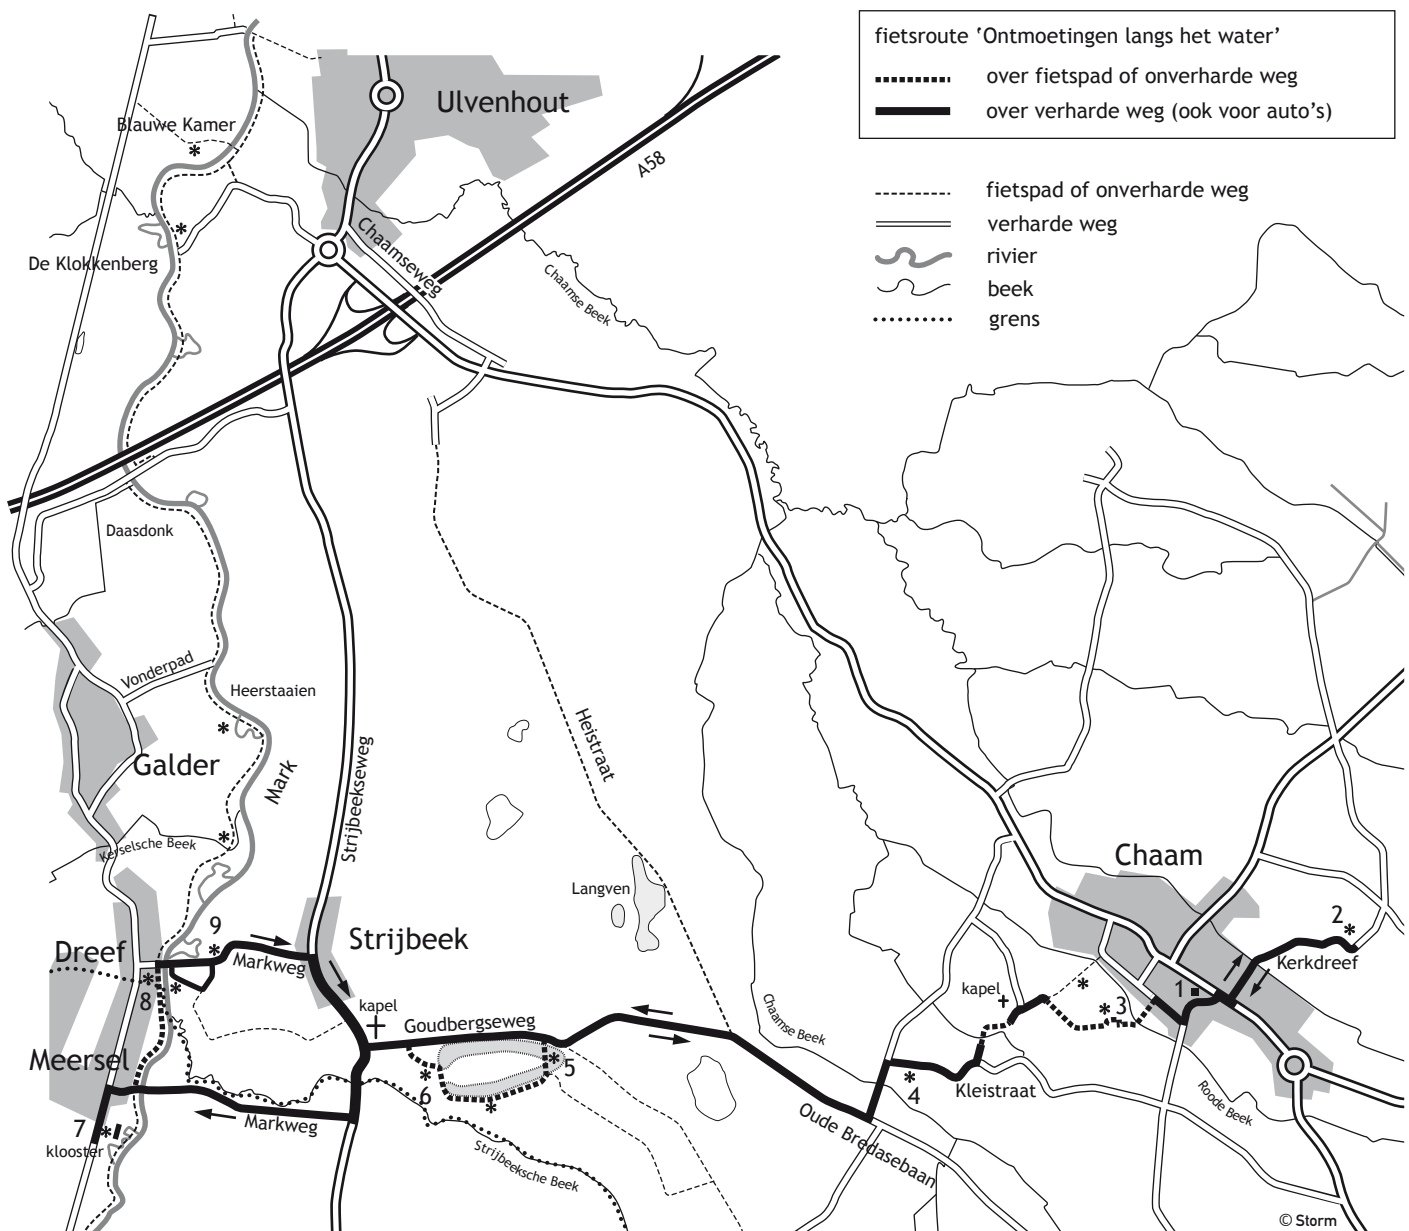 fietsroute ‘Ontmoetingen langs het water’
over fietspad of onverharde weg
over verharde weg (ook voor auto’s)
fietspad of onverharde weg
verharde weg
rivier
beek
grens
Ulvenhout
Blauwe Kamer
A58
De Klokkenberg
Chaamseweg
Chaamse Beek
Daasdonk
Vonderpad
Heerstaaien
Galder
Mark
Strijbeekseweg
Heistraat
Kerselsche Beek
Langven
Chaam
Dreef
9
Markweg
Strijbeek
2
Kerkdreef
8
kapel
Goudbergseweg
Chaamse Beek
kapel
1
3
Meersel
5
6
4
Kleistraat
Roode Beek
Markweg
7
klooster
Oude Bredasebaan
Strijbeeksche Beek
© Storm